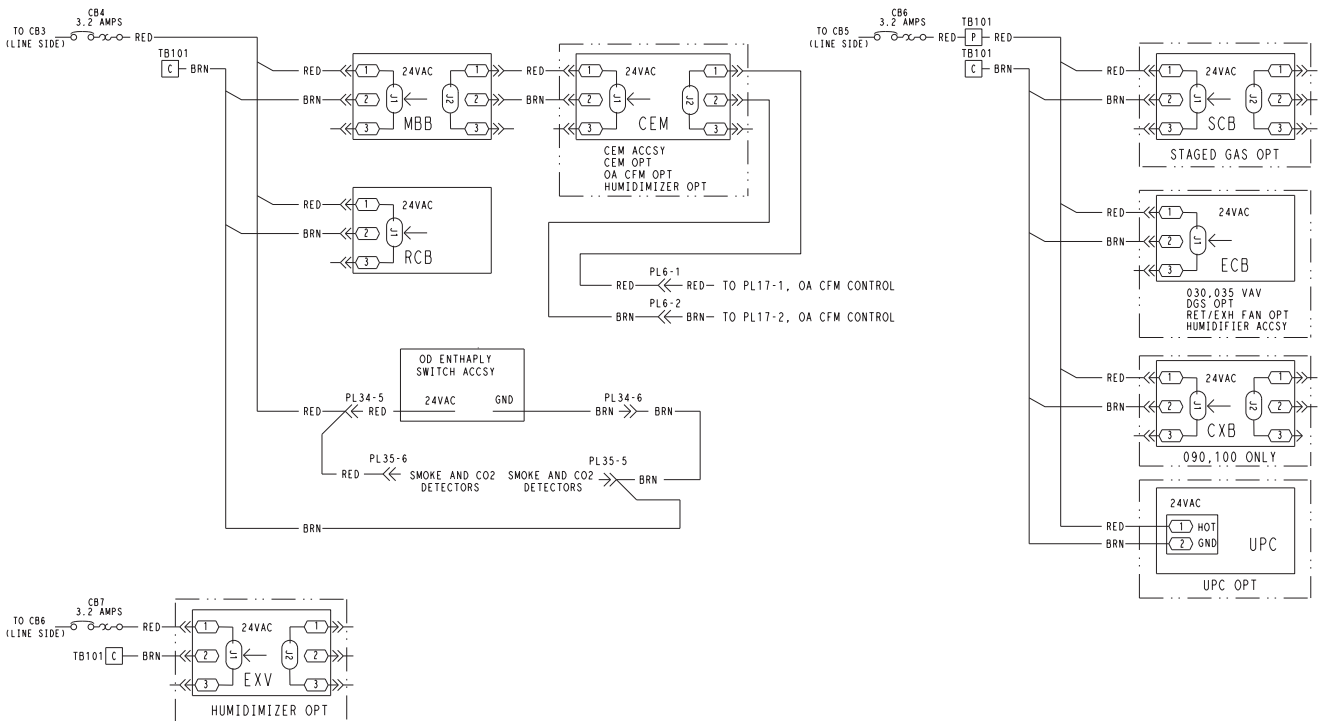 CB4
3.2 AMPS
TO CB3
(LINE SIDE)
RED
TB101
C
BRN
RED
1
24VAC
1
RED
1
24VAC
1
BRN
2
J1
J2
2
BRN
2
J1
J2
2
3
MBB
3
3
CEM
3
CEM ACCSY
CEM OPT
OA CFM OPT
HUMIDIMIZER OPT
RED
1
24VAC
BRN
2
J1
3
RCB
PL6-1
RED
RED
TO PL17-1, OA CFM CONTROL
PL6-2
BRN
BRN
TO PL17-2, OA CFM CONTROL
OD ENTHAPLY
SWITCH ACCSY
PL34-5
24VAC
GND
PL34-6
RED
RED
BRN
BRN
PL35-6
PL35-5
RED
SMOKE AND CO2
DETECTORS
SMOKE AND CO2
DETECTORS
BRN
BRN
CB7
3.2 AMPS
TO CB6
(LINE SIDE)
RED
1
24VAC
1
TB101
C
BRN
2
J1
J2
2
3
EXV
3
HUMIDIMIZER OPT
CB6
3.2 AMPS
TO CB5
(LINE SIDE)
RED
TB101
P
RED
TB101
C
BRN
RED
1
24VAC
1
BRN
2
J1
J2
2
3
SCB
3
STAGED GAS OPT
RED
1
24VAC
BRN
2
J1
3
ECB
030,035 VAV
DGS OPT
RET/EXH FAN OPT
HUMIDIFIER ACCSY
RED
1
24VAC
1
BRN
2
J1
J2
2
3
CXB
3
090,100 ONLY
24VAC
RED
1
HOT
BRN
2
GND
UPC
UPC OPT